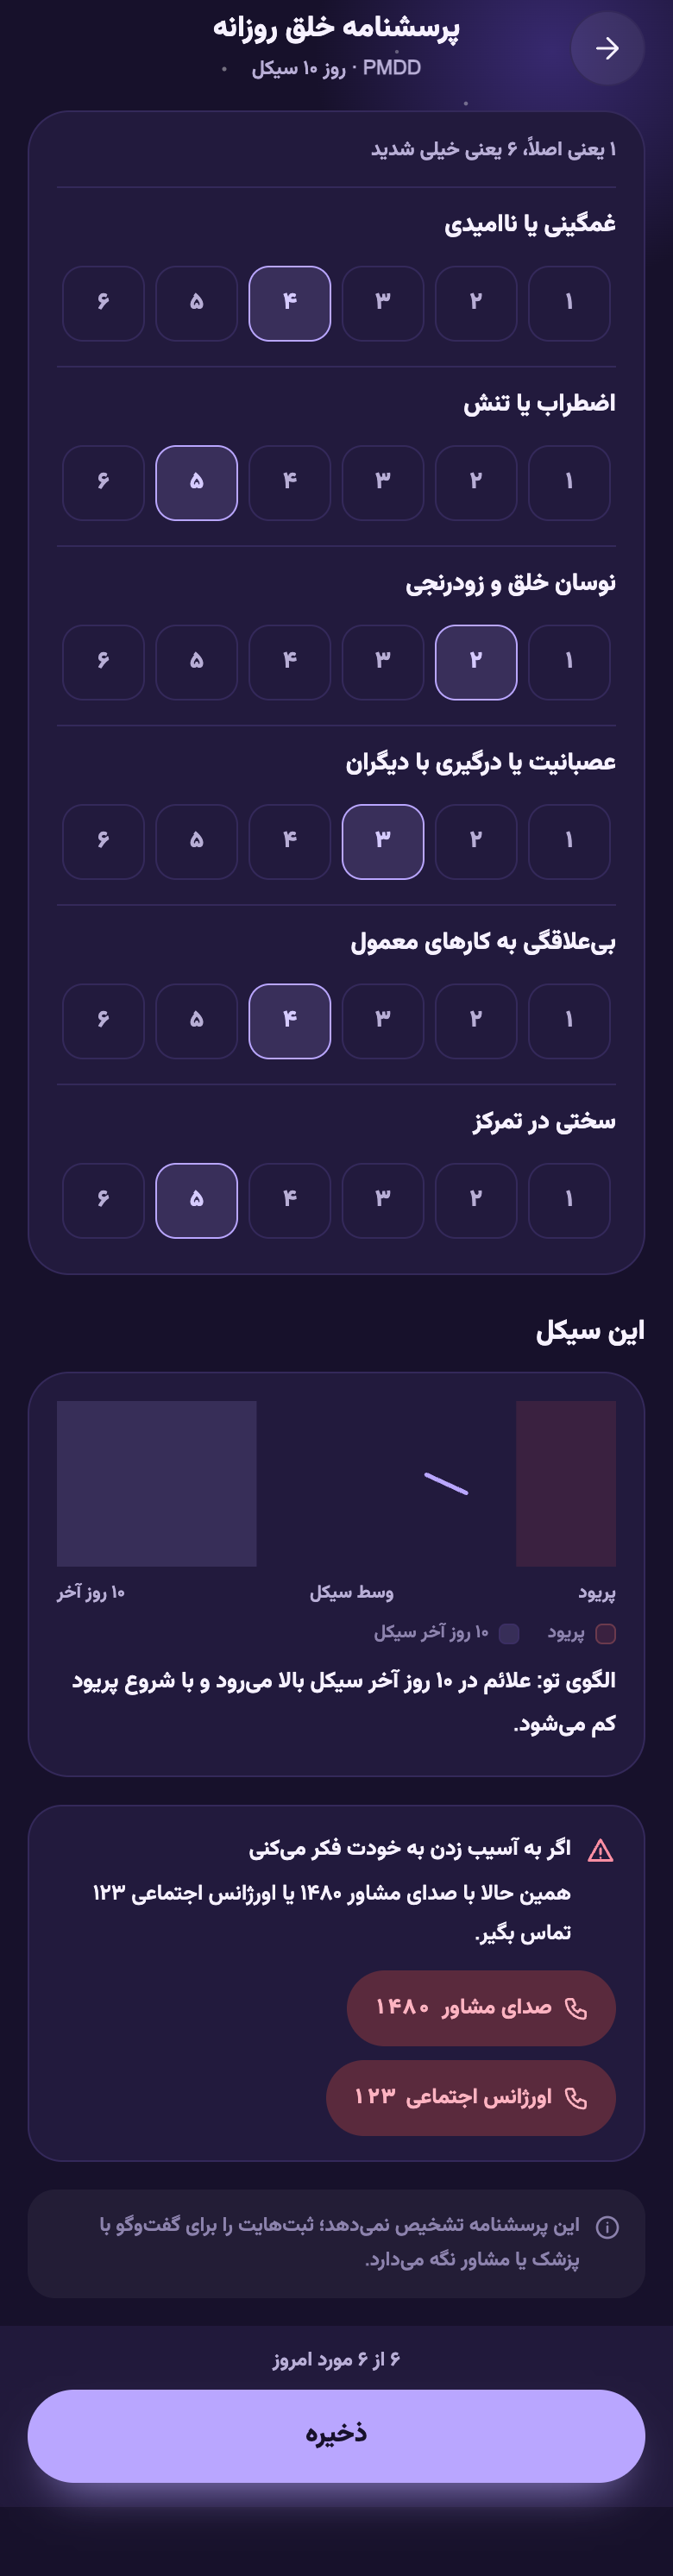 پرسشنامه خلق روزانه
PMDD · روز ۱۰ سیکل
۱ یعنی اصلاً، ۶ یعنی خیلی شدید
غمگینی یا ناامیدی
۱ ۲ ۳ ۴ ۵ ۶
اضطراب یا تنش
۱ ۲ ۳ ۴ ۵ ۶
نوسان خلق و زودرنجی
۱ ۲ ۳ ۴ ۵ ۶
عصبانیت یا درگیری با دیگران
۱ ۲ ۳ ۴ ۵ ۶
بی‌علاقگی به کارهای معمول
۱ ۲ ۳ ۴ ۵ ۶
سختی در تمرکز
۱ ۲ ۳ ۴ ۵ ۶
این سیکل
پریود وسط سیکل ۱۰ روز آخر
پریود ۱۰ روز آخر سیکل
الگوی تو: علائم در ۱۰ روز آخر سیکل بالا می‌رود و با شروع پریود
کم می‌شود.
اگر به آسیب زدن به خودت فکر می‌کنی
همین حالا با صدای مشاور ۱۴۸۰ یا اورژانس اجتماعی ۱۲۳
تماس بگیر.
صدای مشاور ۱۴۸۰
اورژانس اجتماعی ۱۲۳
این پرسشنامه تشخیص نمی‌دهد؛ ثبت‌هایت را برای گفت‌وگو با
پزشک یا مشاور نگه می‌دارد.
۶ از ۶ مورد امروز
ذخیره